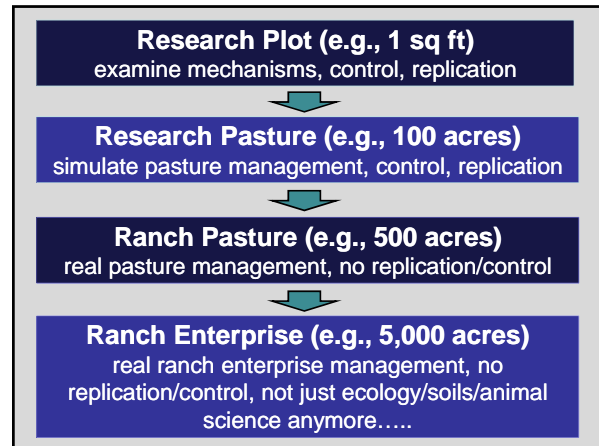 Research Plot (e.g., 1 sq ft)
examine mechanisms, control, replication
Research Pasture (e.g., 100 acres)
simulate pasture management, control, replication
Ranch Pasture (e.g., 500 acres)
real pasture management, no replication/control
Ranch Enterprise (e.g., 5,000 acres)
real ranch enterprise management, no
replication/control, not just ecology/soils/animal
science anymore…..